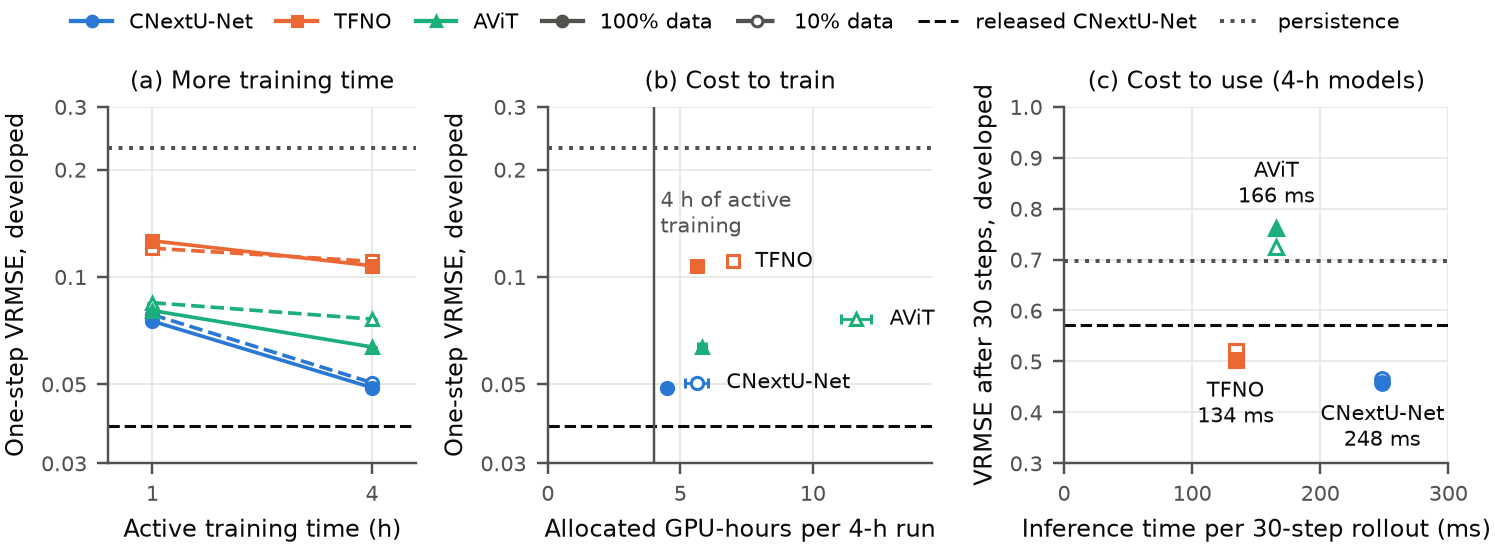 CNextU-Net TFNO AViT 100% data 10% data released CNextU-Net persistence
(a) More training time
One-step VRMSE, developed
0.3
0.2
0.1
0.05
0.03
1 4
Active training time (h)
(b) Cost to train
One-step VRMSE, developed
0.3
0.2
0.1
0.05
0.03
4 h of active
training
TFNO
AViT
CNextU-Net
0 5 10
Allocated GPU-hours per 4-h run
(c) Cost to use (4-h models)
VRMSE after 30 steps, developed
1.0
0.9
0.8
0.7
0.6
0.5
0.4
0.3
AViT
166 ms
TFNO
134 ms
CNextU-Net
248 ms
0 100 200 300
Inference time per 30-step rollout (ms)